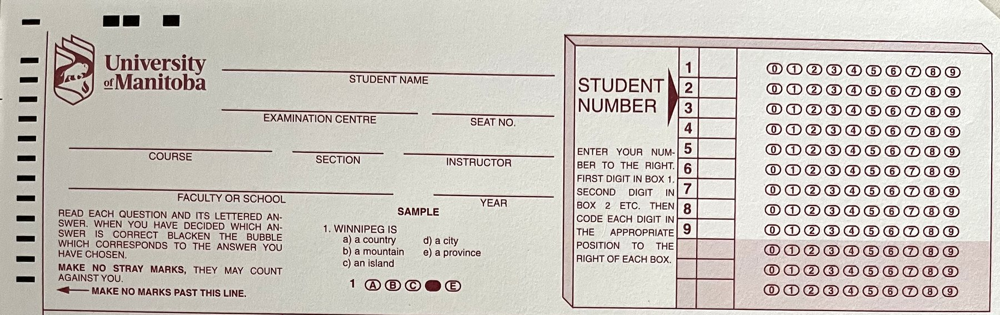 University
of Manitoba
STUDENT NAME
EXAMINATION CENTRE
SEAT NO.
COURSE
SECTION
INSTRUCTOR
FACULTY OR SCHOOL
YEAR
READ EACH QUESTION AND ITS LETTERED AN-
SWER. WHEN YOU HAVE DECIDED WHICH AN-
SWER IS CORRECT BLACKEN THE BUBBLE
WHICH CORRESPONDS TO THE ANSWER YOU
HAVE CHOSEN.
MAKE NO STRAY MARKS, THEY MAY COUNT
AGAINST YOU.
MAKE NO MARKS PAST THIS LINE.
SAMPLE
1. WINNIPEG IS
a) a country
b) a mountain
c) an island
d) a city
e) a province
1 A B C E
STUDENT
NUMBER
ENTER YOUR NUM-
BER TO THE RIGHT.
FIRST DIGIT IN BOX 1.
SECOND DIGIT IN
BOX 2 ETC. THEN
CODE EACH DIGIT IN
THE APPROPRIATE
POSITION TO THE
RIGHT OF EACH BOX.
1 0 1 2 3 4 5 6 7 8 9
2 0 1 2 3 4 5 6 7 8 9
3 0 1 2 3 4 5 6 7 8 9
4 0 1 2 3 4 5 6 7 8 9
5 0 1 2 3 4 5 6 7 8 9
6 0 1 2 3 4 5 6 7 8 9
7 0 1 2 3 4 5 6 7 8 9
8 0 1 2 3 4 5 6 7 8 9
9 0 1 2 3 4 5 6 7 8 9
0 1 2 3 4 5 6 7 8 9
0 1 2 3 4 5 6 7 8 9
0 1 2 3 4 5 6 7 8 9